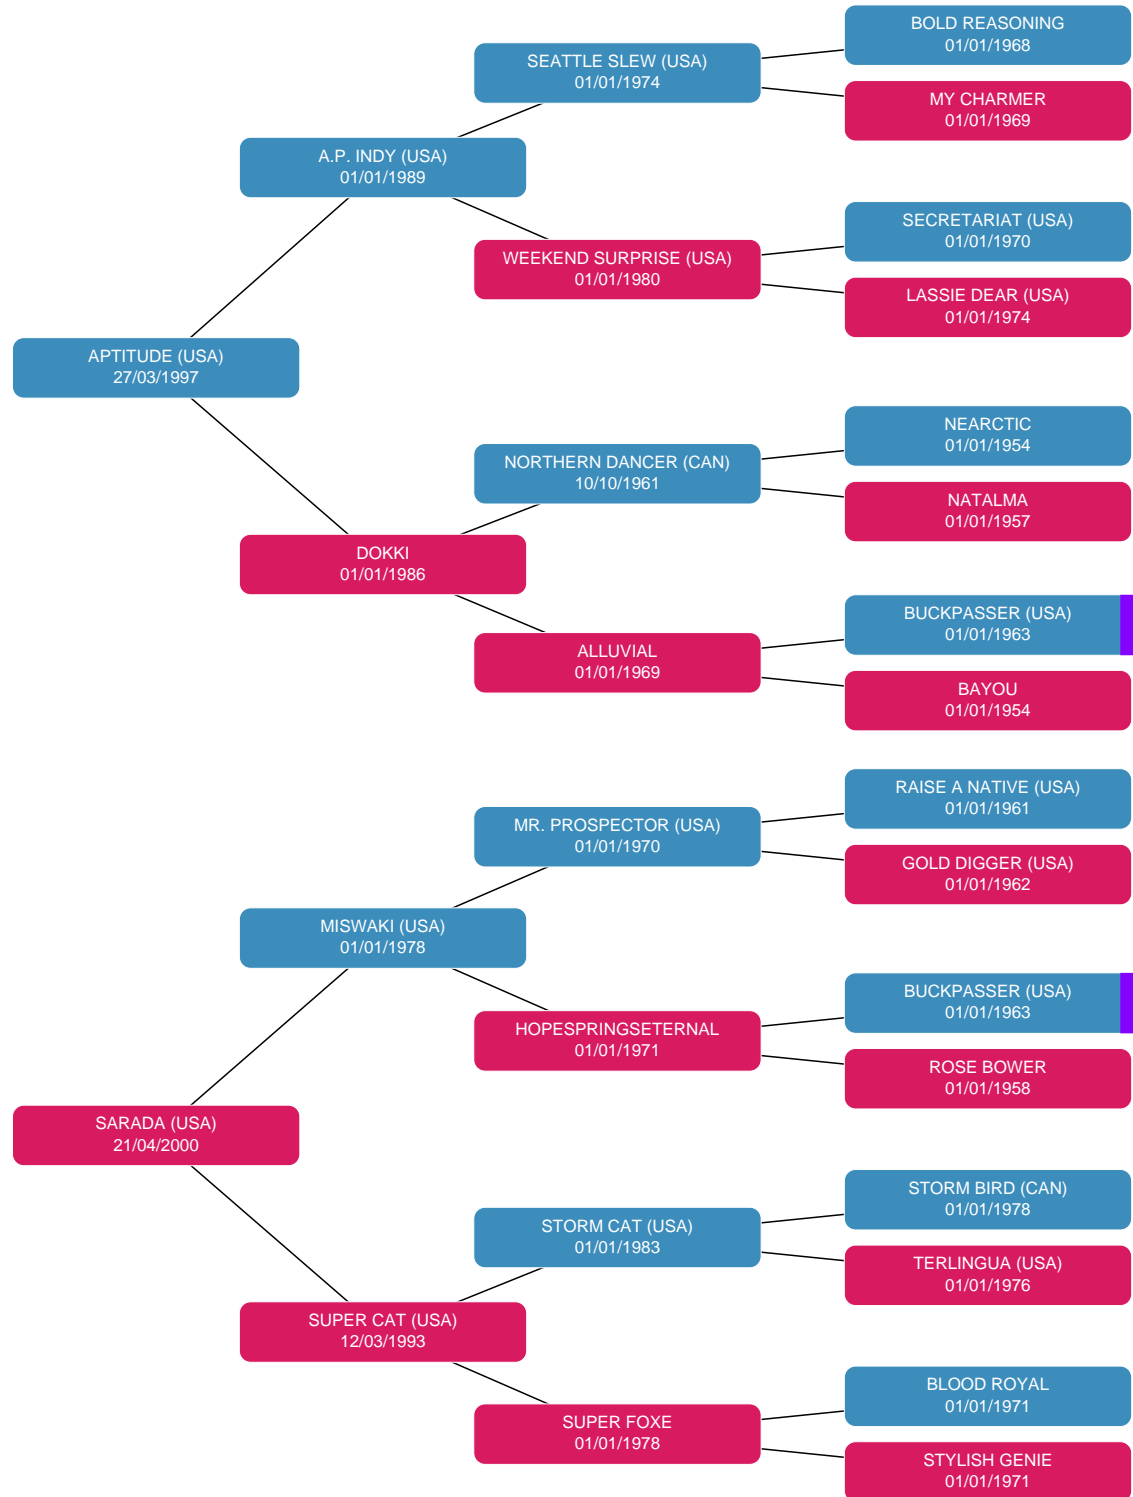 BOLD REASONING
01/01/1968
SEATTLE SLEW (USA)
01/01/1974
MY CHARMER
01/01/1969
A.P. INDY (USA)
01/01/1989
SECRETARIAT (USA)
01/01/1970
WEEKEND SURPRISE (USA)
01/01/1980
LASSIE DEAR (USA)
01/01/1974
APTITUDE (USA)
27/03/1997
NEARCTIC
01/01/1954
NORTHERN DANCER (CAN)
10/10/1961
NATALMA
01/01/1957
DOKKI
01/01/1986
BUCKPASSER (USA)
01/01/1963
ALLUVIAL
01/01/1969
BAYOU
01/01/1954
RAISE A NATIVE (USA)
01/01/1961
MR. PROSPECTOR (USA)
01/01/1970
GOLD DIGGER (USA)
01/01/1962
MISWAKI (USA)
01/01/1978
BUCKPASSER (USA)
01/01/1963
HOPESPRINGSETERNAL
01/01/1971
ROSE BOWER
01/01/1958
SARADA (USA)
21/04/2000
STORM BIRD (CAN)
01/01/1978
STORM CAT (USA)
01/01/1983
TERLINGUA (USA)
01/01/1976
SUPER CAT (USA)
12/03/1993
BLOOD ROYAL
01/01/1971
SUPER FOXE
01/01/1978
STYLISH GENIE
01/01/1971